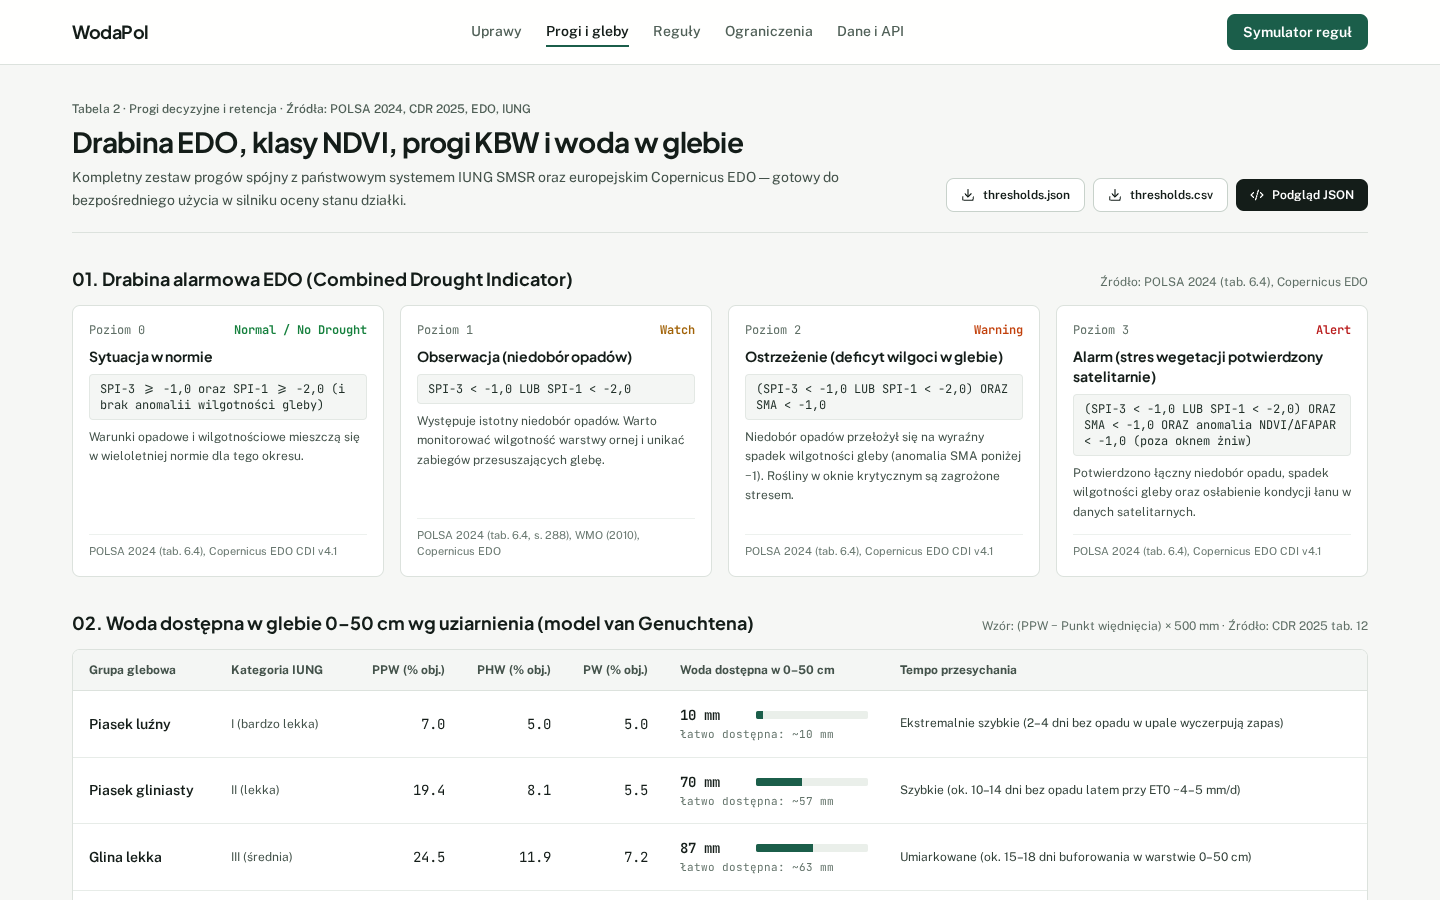 WodaPol
Uprawy
Progi i gleby
Reguły
Ograniczenia
Dane i API
Symulator reguł
Tabela 2 · Progi decyzyjne i retencja · Źródła: POLSA 2024, CDR 2025, EDO, IUNG
Drabina EDO, klasy NDVI, progi KBW i woda w glebie
Kompletny zestaw progów spójny z państwowym systemem IUNG SMSR oraz europejskim Copernicus EDO — gotowy do
bezpośredniego użycia w silniku oceny stanu działki.
thresholds.json
thresholds.csv
Podgląd JSON
01. Drabina alarmowa EDO (Combined Drought Indicator)
Źródło: POLSA 2024 (tab. 6.4), Copernicus EDO
Poziom 0
Normal / No Drought
Sytuacja w normie
SPI-3 ⩾ -1,0 oraz SPI-1 ⩾ -2,0 (i
brak anomalii wilgotności gleby)
Warunki opadowe i wilgotnościowe mieszczą się
w wieloletniej normie dla tego okresu.
POLSA 2024 (tab. 6.4), Copernicus EDO CDI v4.1
Poziom 1
Watch
Obserwacja (niedobór opadów)
SPI-3 < -1,0 LUB SPI-1 < -2,0
Występuje istotny niedobór opadów. Warto
monitorować wilgotność warstwy ornej i unikać
zabiegów przesuszających glebę.
POLSA 2024 (tab. 6.4, s. 288), WMO (2010),
Copernicus EDO
Poziom 2
Warning
Ostrzeżenie (deficyt wilgoci w glebie)
(SPI-3 < -1,0 LUB SPI-1 < -2,0) ORAZ
SMA < -1,0
Niedobór opadów przełożył się na wyraźny
spadek wilgotności gleby (anomalia SMA poniżej
−1). Rośliny w oknie krytycznym są zagrożone
stresem.
POLSA 2024 (tab. 6.4), Copernicus EDO CDI v4.1
Poziom 3
Alert
Alarm (stres wegetacji potwierdzony
satelitarnie)
(SPI-3 < -1,0 LUB SPI-1 < -2,0) ORAZ
SMA < -1,0 ORAZ anomalia NDVI/ΔFAPAR
< -1,0 (poza oknem żniw)
Potwierdzono łączny niedobór opadu, spadek
wilgotności gleby oraz osłabienie kondycji łanu w
danych satelitarnych.
POLSA 2024 (tab. 6.4), Copernicus EDO CDI v4.1
02. Woda dostępna w glebie 0–50 cm wg uziarnienia (model van Genuchtena)
Wzór: (PPW − Punkt więdnięcia) × 500 mm · Źródło: CDR 2025 tab. 12
Grupa glebowa
Kategoria IUNG
PPW (% obj.)
PHW (% obj.)
PW (% obj.)
Woda dostępna w 0–50 cm
Tempo przesychania
Piasek luźny
I (bardzo lekka)
7.0
5.0
5.0
10 mm
łatwo dostępna: ~10 mm
Ekstremalnie szybkie (2–4 dni bez opadu w upale wyczerpują zapas)
Piasek gliniasty
II (lekka)
19.4
8.1
5.5
70 mm
łatwo dostępna: ~57 mm
Szybkie (ok. 10–14 dni bez opadu latem przy ET0 ~4–5 mm/d)
Glina lekka
III (średnia)
24.5
11.9
7.2
87 mm
łatwo dostępna: ~63 mm
Umiarkowane (ok. 15–18 dni buforowania w warstwie 0–50 cm)